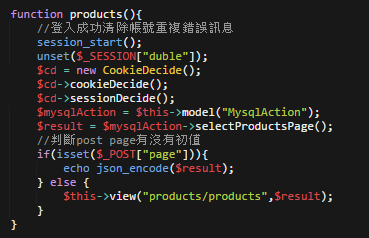 function products(){
//登入成功清除帳號重複錯誤訊息
session_start();
unset($_SESSION["duble"]);
$cd = new CookieDecide();
$cd->cookieDecide();
$cd->sessionDecide();
$mysqlAction = $this->model("MysqlAction");
$result = $mysqlAction->selectProductsPage();
//判斷post page有沒有初值
if(isset($_POST["page"])){
echo json_encode($result);
} else {
$this->view("products/products",$result);
}
}